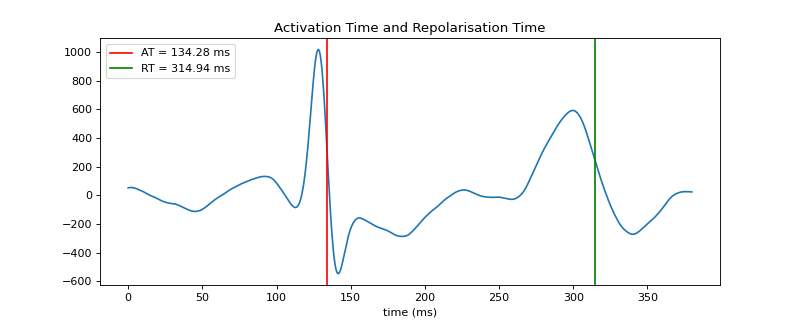 Activation Time and Repolarisation Time
AT = 134.28 ms
RT = 314.94 ms
1000
800
600
400
200
0
−200
−400
−600
0 50 100 150 200 250 300 350
time (ms)